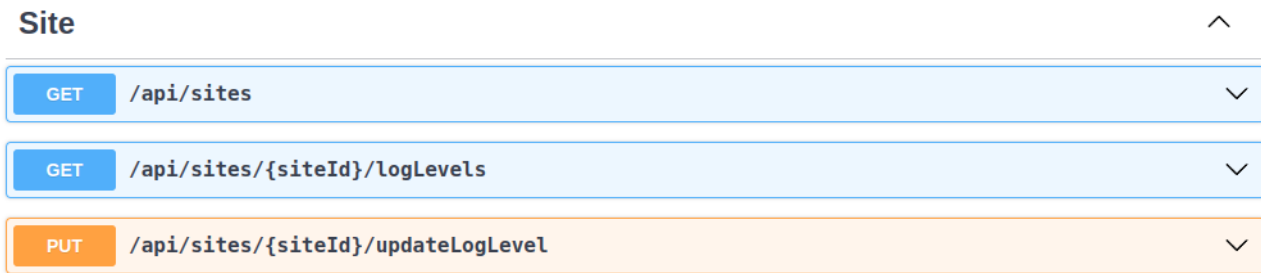 Site
GET /api/sites
GET /api/sites/{siteId}/logLevels
PUT /api/sites/{siteId}/updateLogLevel